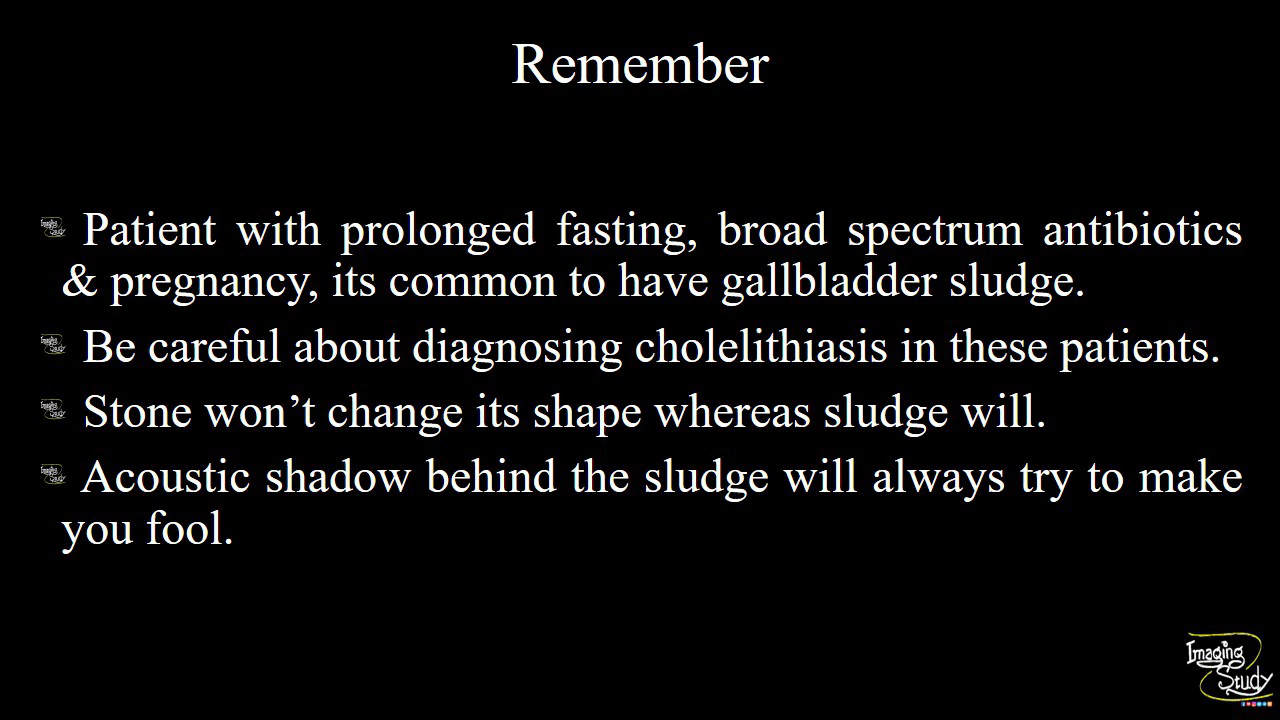 Remember
Patient with prolonged fasting, broad spectrum antibiotics
& pregnancy, its common to have gallbladder sludge.
Be careful about diagnosing cholelithiasis in these patients.
Stone won’t change its shape whereas sludge will.
Acoustic shadow behind the sludge will always try to make
you fool.
Imaging
Study